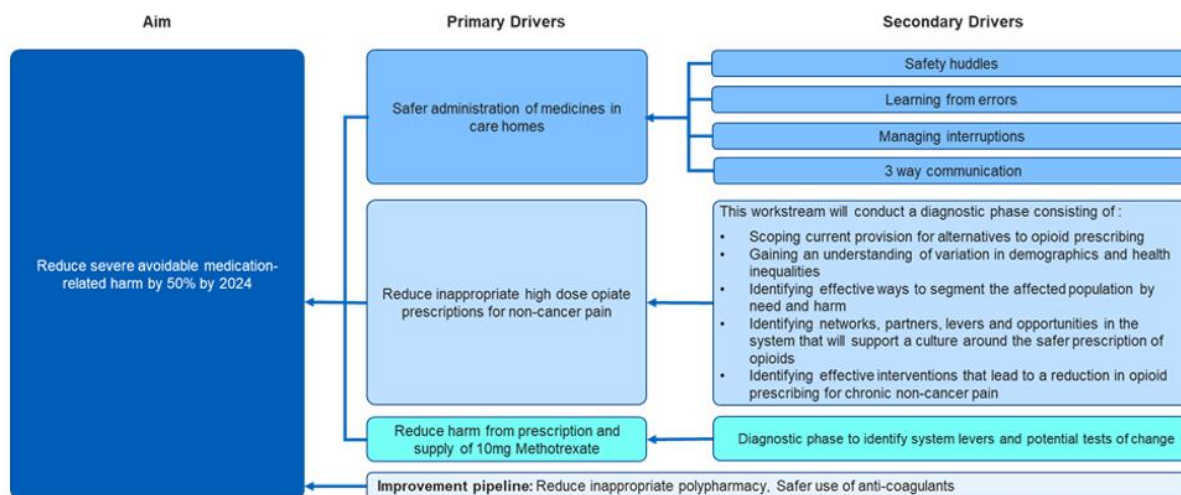 Aim
Primary Drivers
Secondary Drivers
Reduce severe avoidable medication-
related harm by 50% by 2024
Safer administration of medicines in
care homes
Safety huddles
Learning from errors
Managing interruptions
3 way communication
Reduce inappropriate high dose opiate
prescriptions for non-cancer pain
This workstream will conduct a diagnostic phase consisting of :
• Scoping current provision for alternatives to opioid prescribing
• Gaining an understanding of variation in demographics and health
inequalities
• Identifying effective ways to segment the affected population by
need and harm
• Identifying networks, partners, levers and opportunities in the
system that will support a culture around the safer prescription of
opioids
• Identifying effective interventions that lead to a reduction in opioid
prescribing for chronic non-cancer pain
Reduce harm from prescription and
supply of 10mg Methotrexate
Diagnostic phase to identify system levers and potential tests of change
Improvement pipeline: Reduce inappropriate polypharmacy, Safer use of anti-coagulants